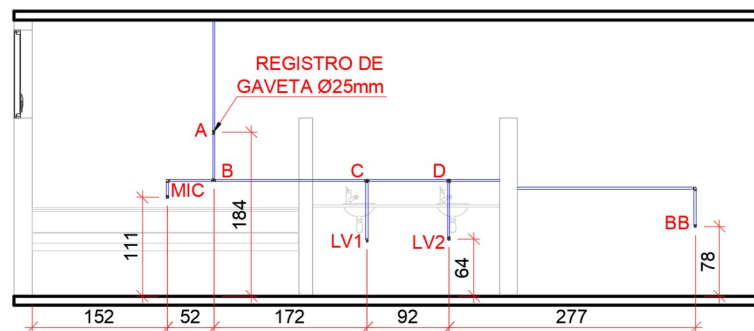 REGISTRO DE
GAVETA Ø25mm
A
B
C
D
MIC
184
111
LV1
LV2
64
BB
78
152
52
172
92
277